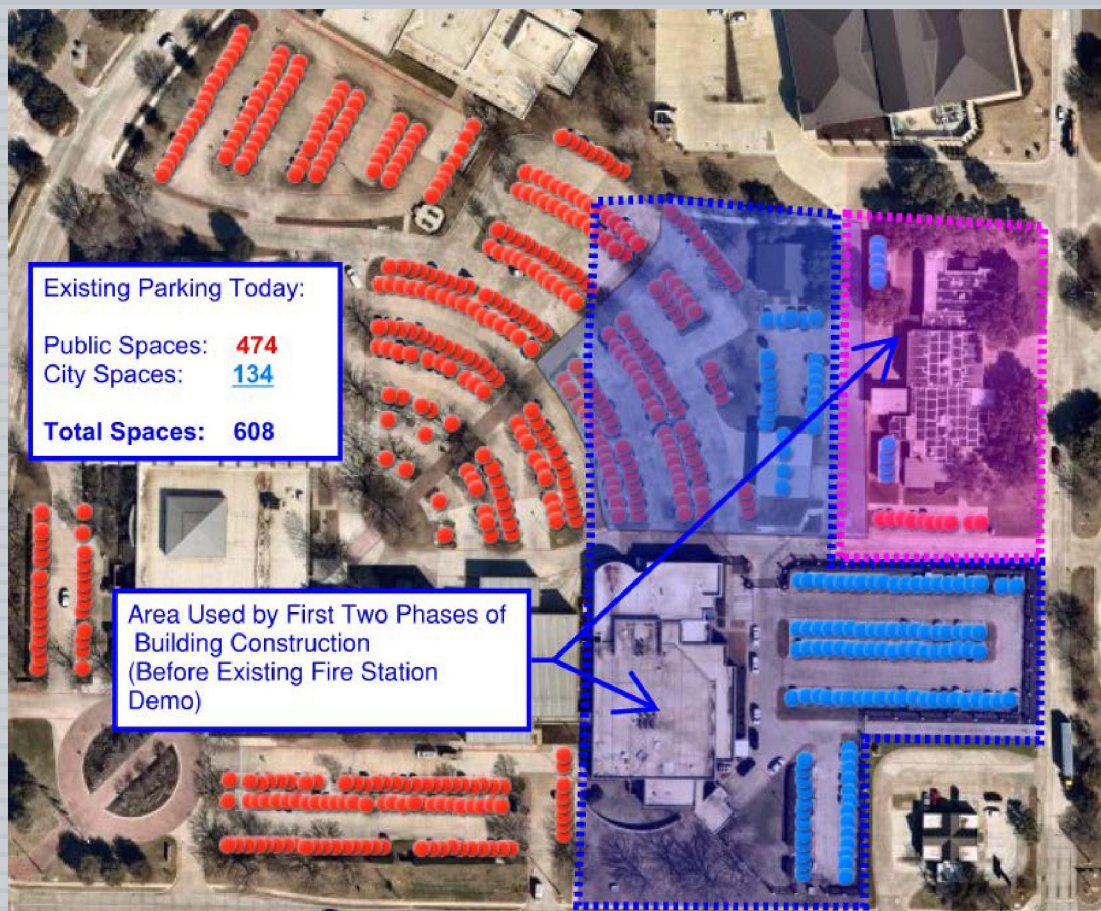 Existing Parking Today:
Public Spaces: 474
City Spaces: 134
Total Spaces: 608
Area Used by First Two Phases of
Building Construction
(Before Existing Fire Station
Demo)